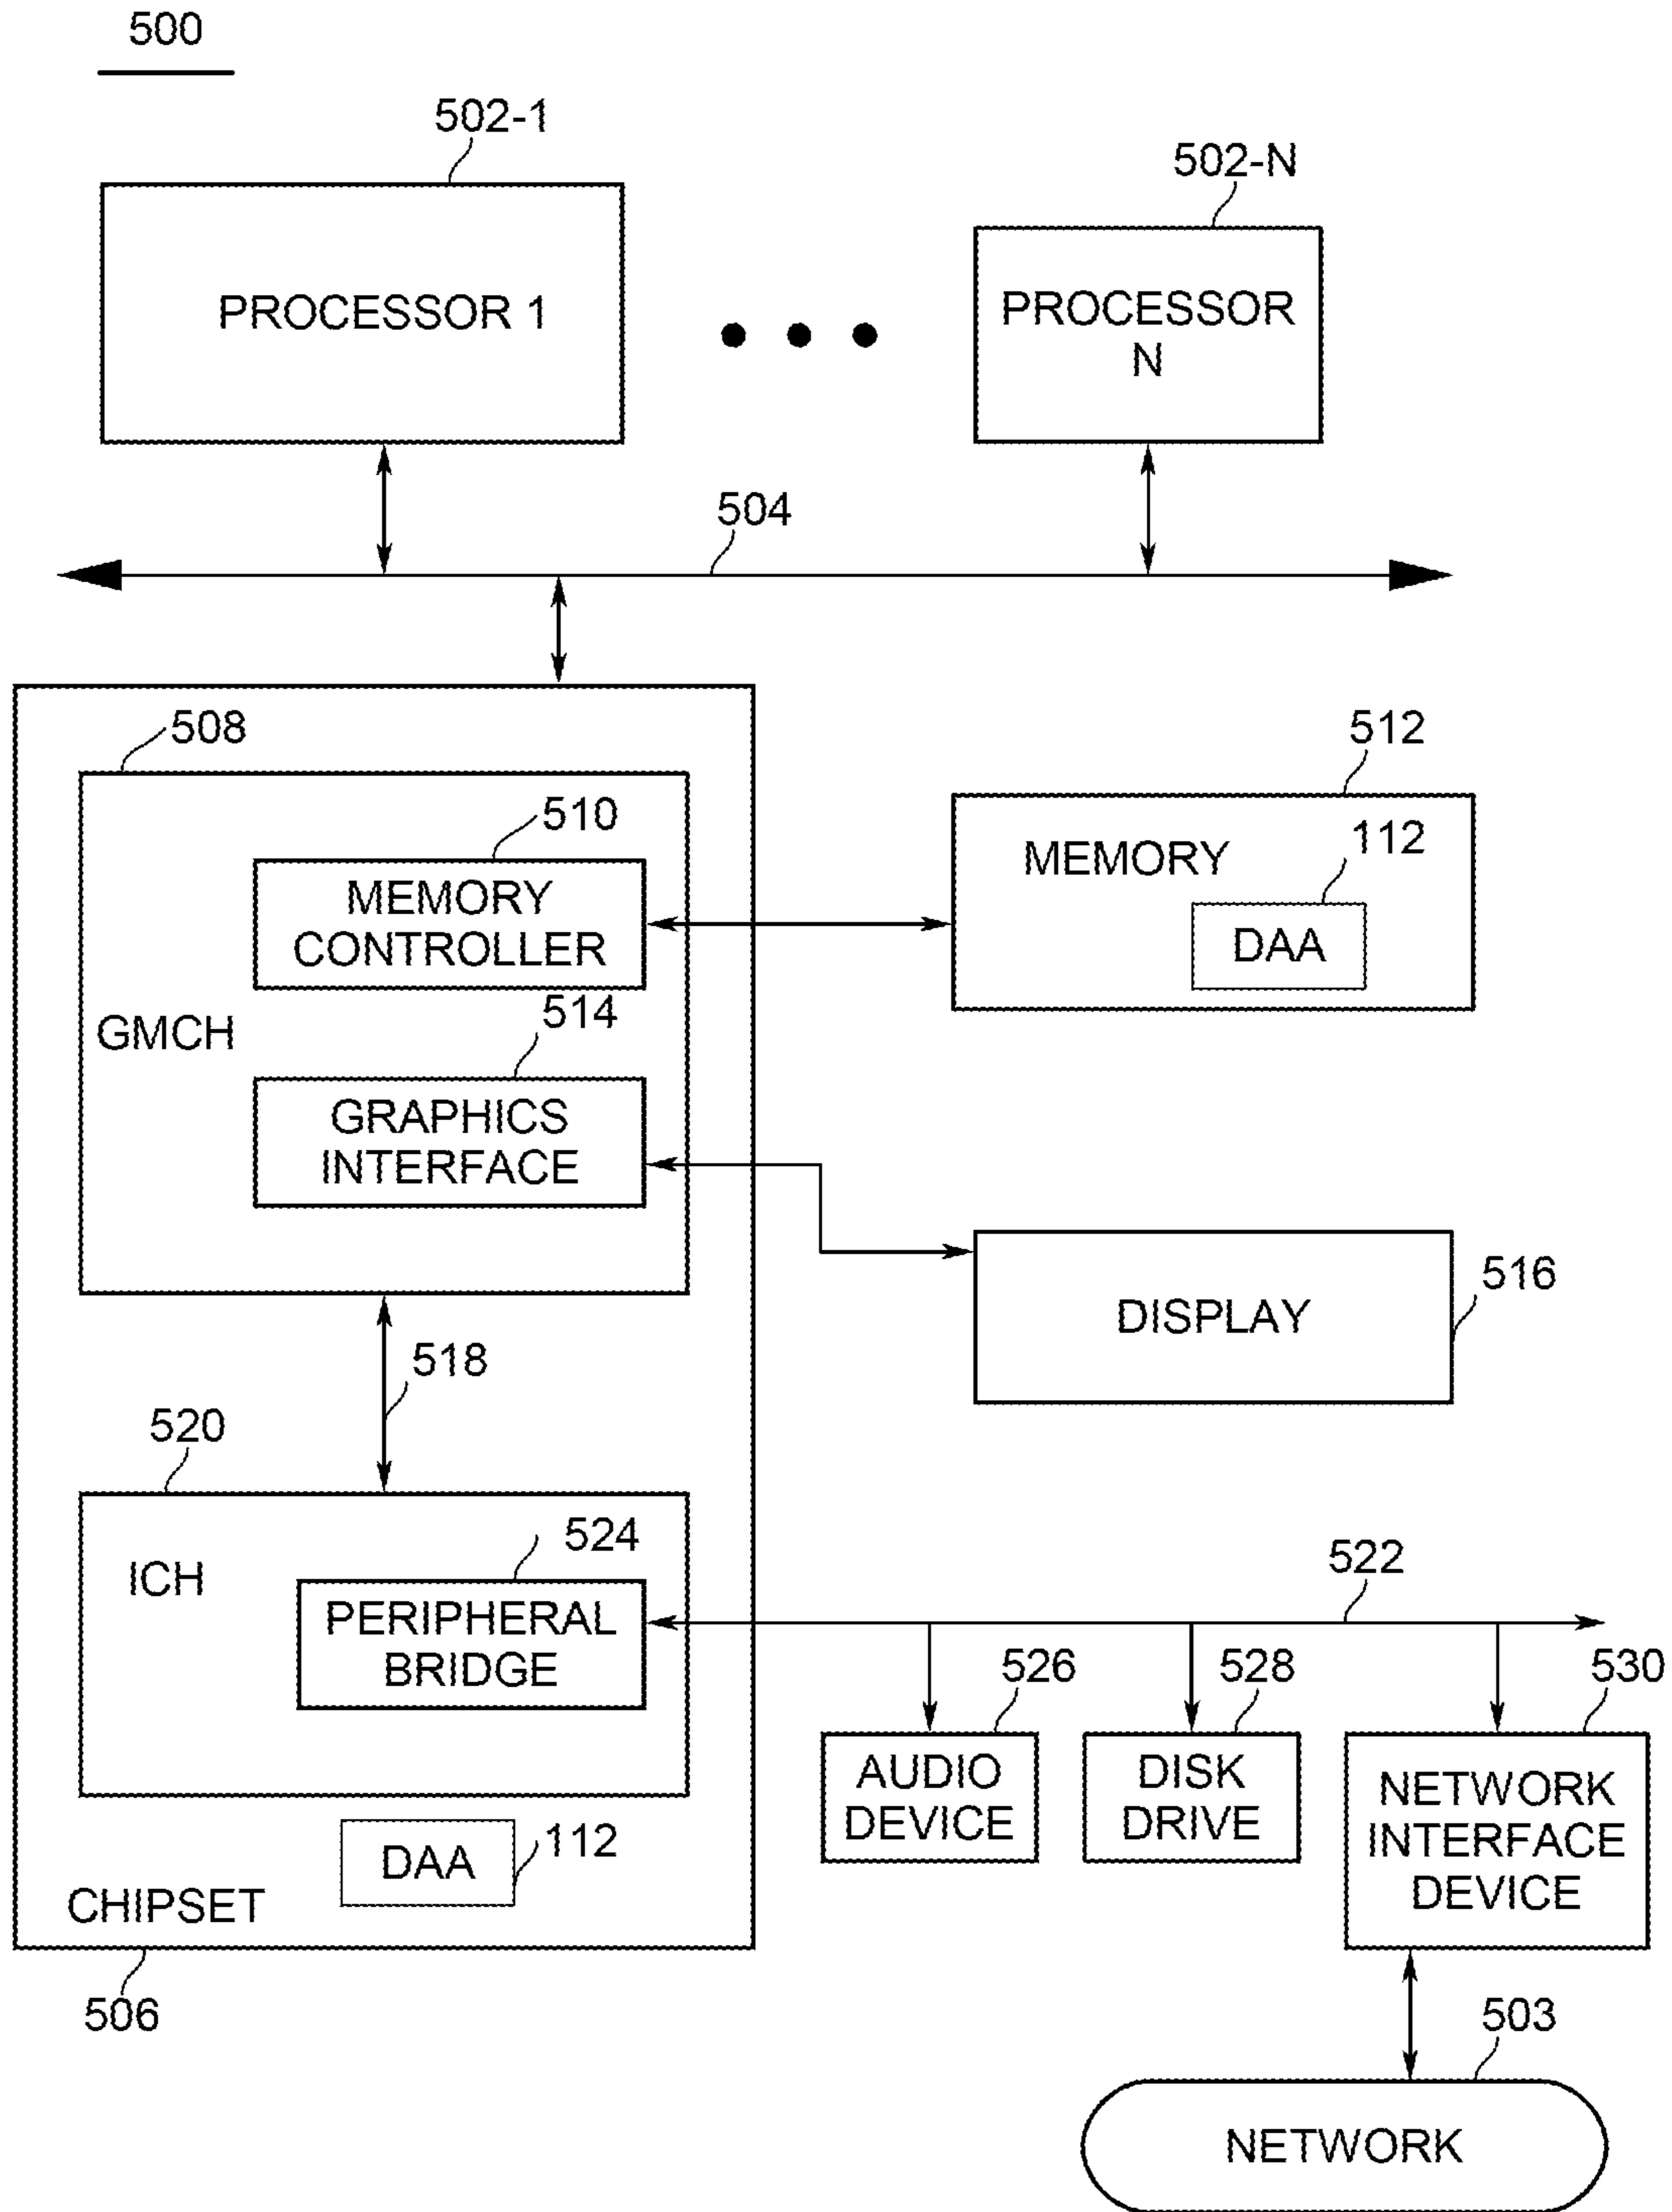 500
502-1
502-N
PROCESSOR 1
PROCESSOR
N
504
508
512
510
112
MEMORY
MEMORY
CONTROLLER
DAA
514
GMCH
GRAPHICS
INTERFACE
516
DISPLAY
518
520
524
522
ICH
PERIPHERAL
BRIDGE
526
528
530
AUDIO
DEVICE
DISK
DRIVE
NETWORK
INTERFACE
DEVICE
112
DAA
CHIPSET
506
503
NETWORK